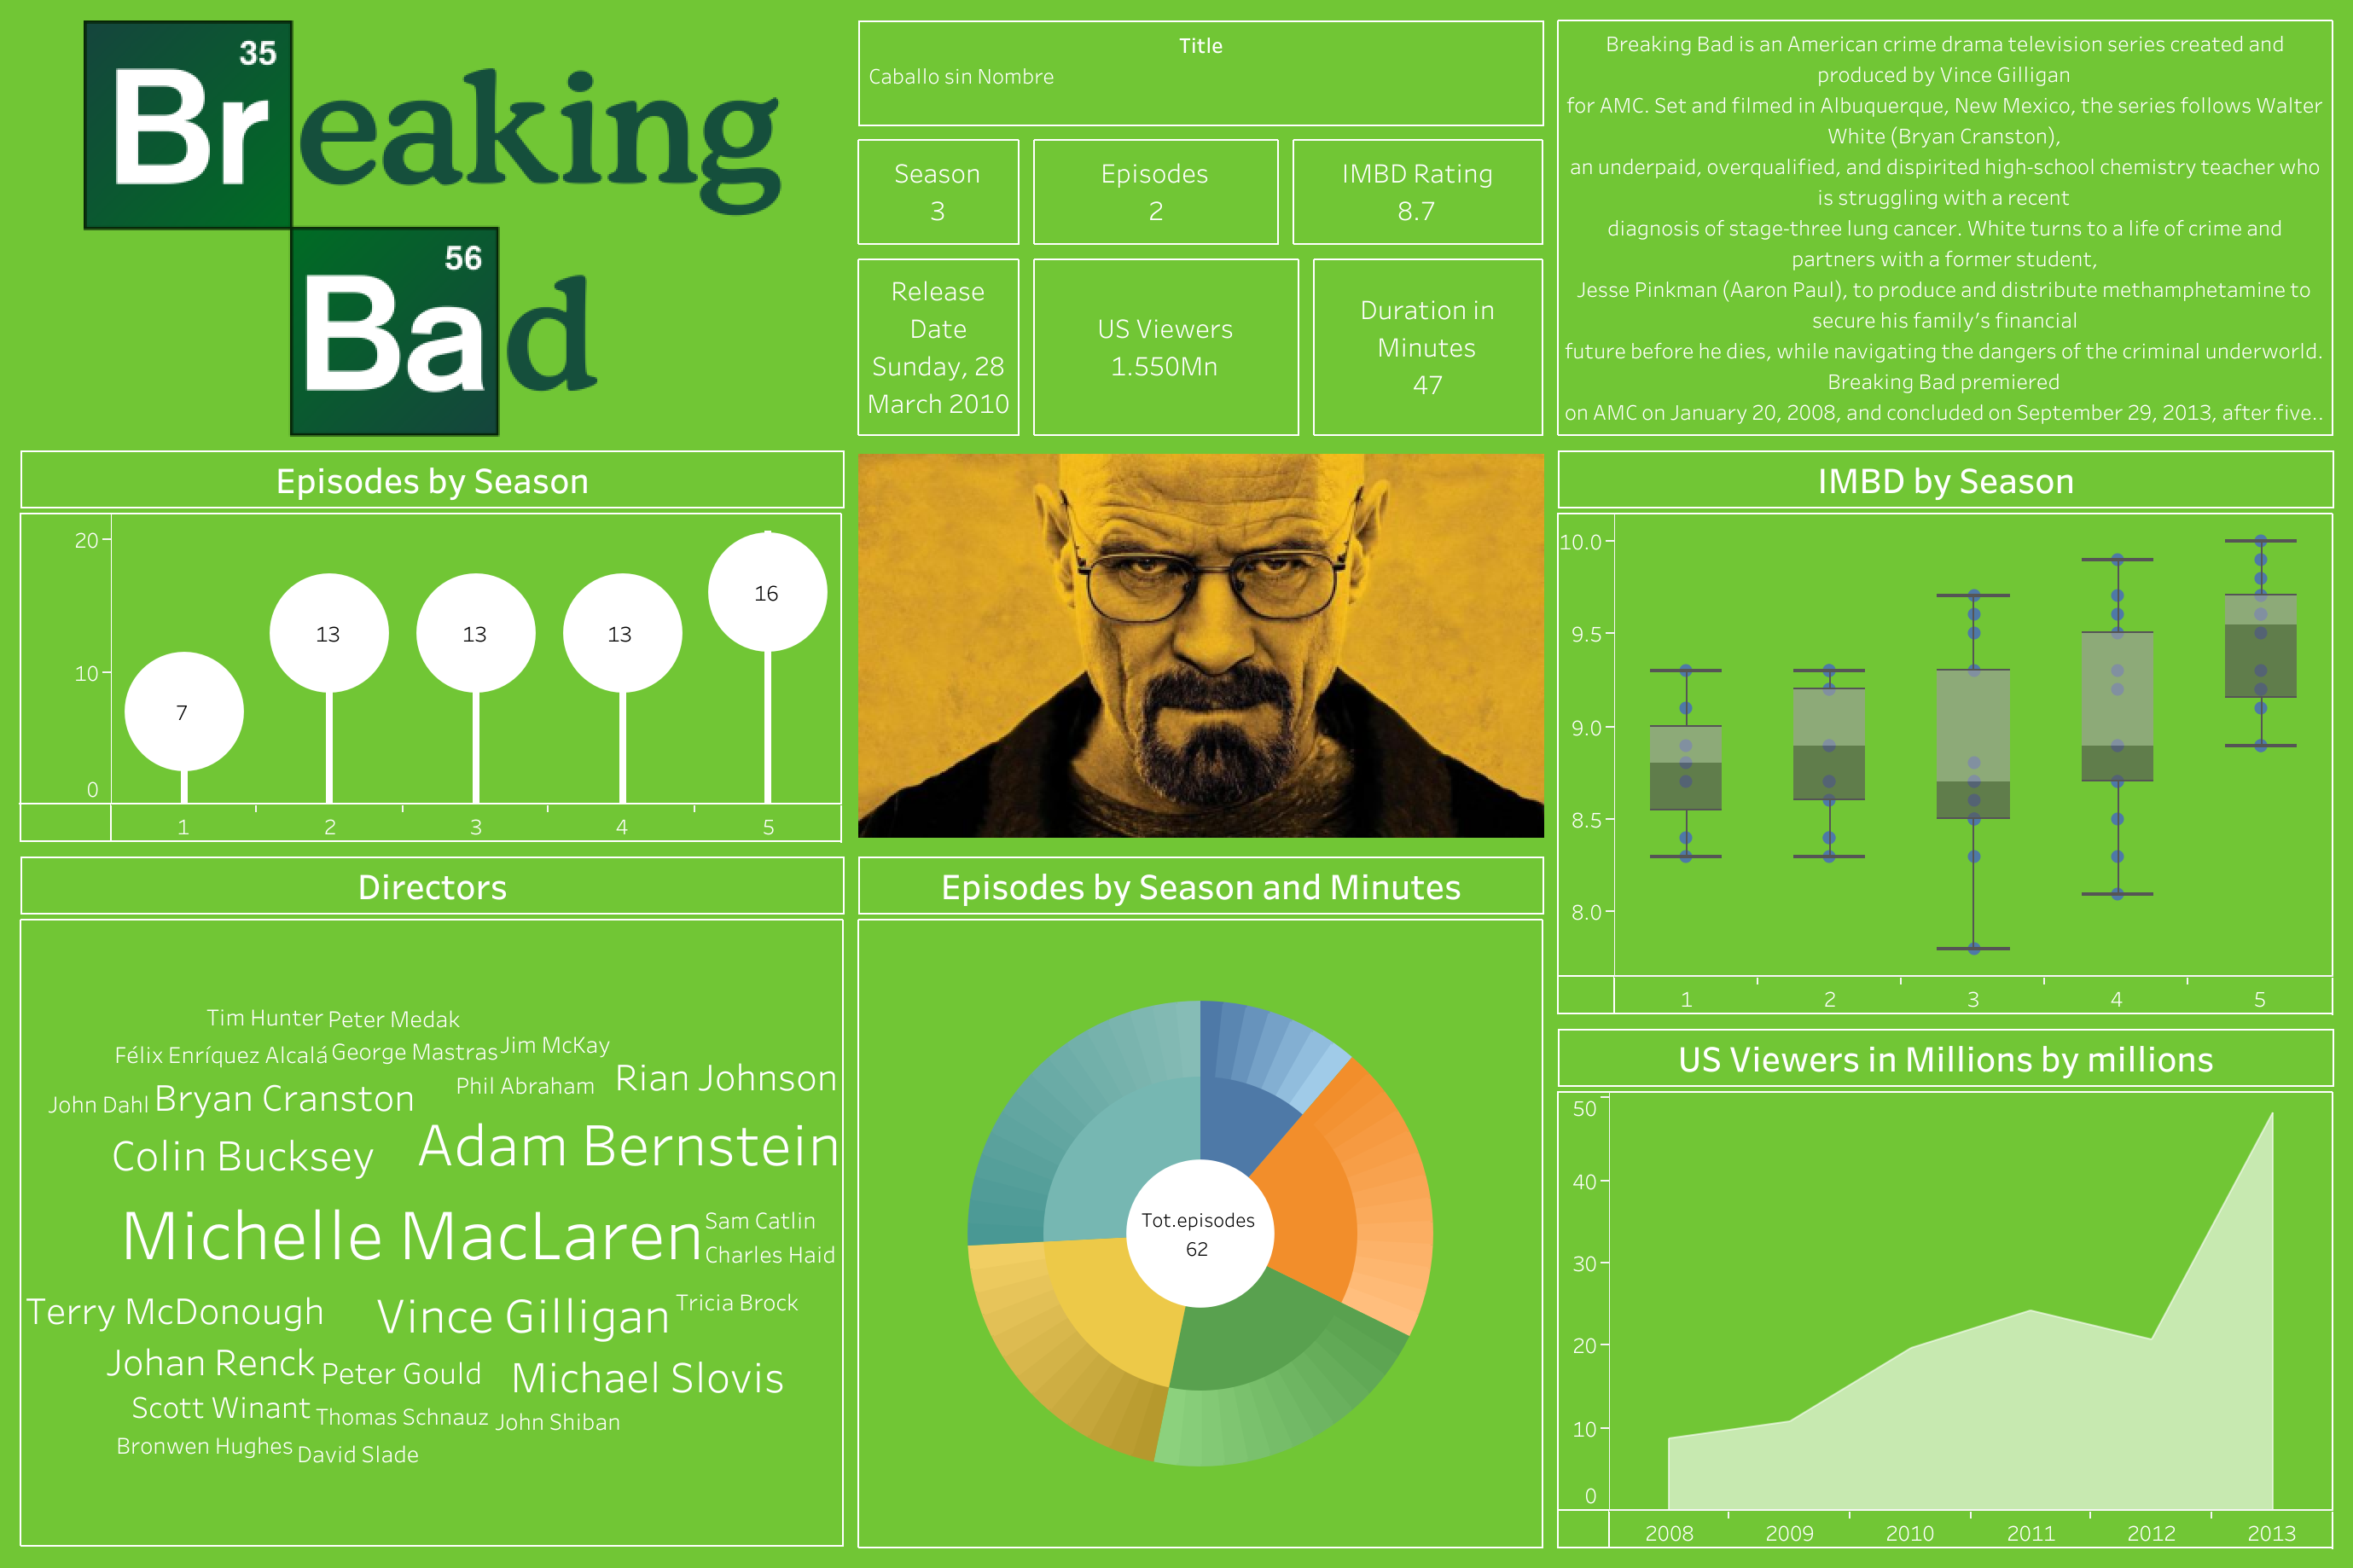 35
Breaking
56
Bad
Title
Caballo sin Nombre
Season
3
Episodes
2
IMBD Rating
8.7
Release
Date
Sunday, 28
March 2010
US Viewers
1.550Mn
Duration in
Minutes
47
Breaking Bad is an American crime drama television series created and
produced by Vince Gilligan
for AMC. Set and filmed in Albuquerque, New Mexico, the series follows Walter
White (Bryan Cranston),
an underpaid, overqualified, and dispirited high-school chemistry teacher who
is struggling with a recent
diagnosis of stage-three lung cancer. White turns to a life of crime and
partners with a former student,
Jesse Pinkman (Aaron Paul), to produce and distribute methamphetamine to
secure his family’s financial
future before he dies, while navigating the dangers of the criminal underworld.
Breaking Bad premiered
on AMC on January 20, 2008, and concluded on September 29, 2013, after five..
Episodes by Season
20
10
0
7
13
13
13
16
1 2 3 4 5
IMBD by Season
10.0
9.5
9.0
8.5
8.0
1 2 3 4 5
Directors
Tim Hunter Peter Medak
Félix Enríquez Alcalá George Mastras Jim McKay
John Dahl Bryan Cranston Phil Abraham Rian Johnson
Colin Bucksey Adam Bernstein
Michelle MacLaren Sam Catlin
Charles Haid
Terry McDonough Vince Gilligan Tricia Brock
Johan Renck Peter Gould Michael Slovis
Scott Winant Thomas Schnauz John Shiban
Bronwen Hughes David Slade
Episodes by Season and Minutes
Tot.episodes
62
US Viewers in Millions by millions
50
40
30
20
10
0
2008 2009 2010 2011 2012 2013